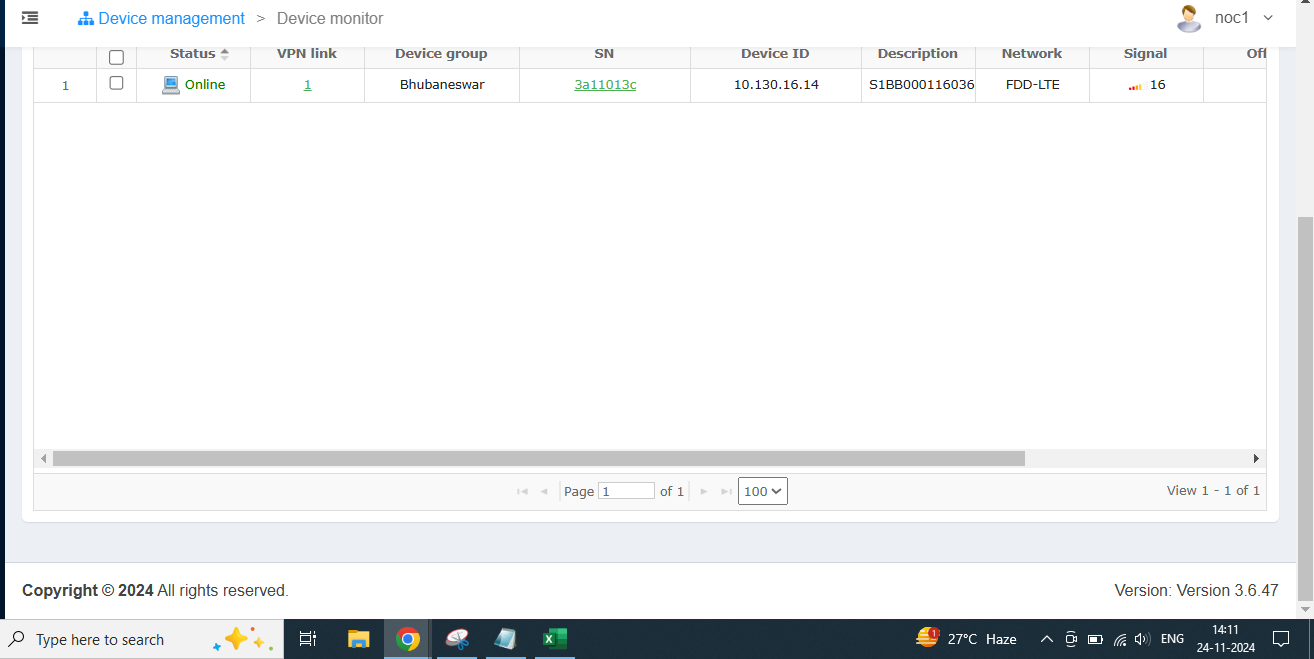 Device management > Device monitor
noc1
Status VPN link Device group SN Device ID Description Network Signal Off
1 Online 1 Bhubaneswar 3a11013c 10.130.16.14 S1BB000116036 FDD-LTE 16
Page 1 of 1 100 View 1 - 1 of 1
Copyright © 2024 All rights reserved. Version: Version 3.6.47
Type here to search
1 27°C Haze ENG
14:11
24-11-2024